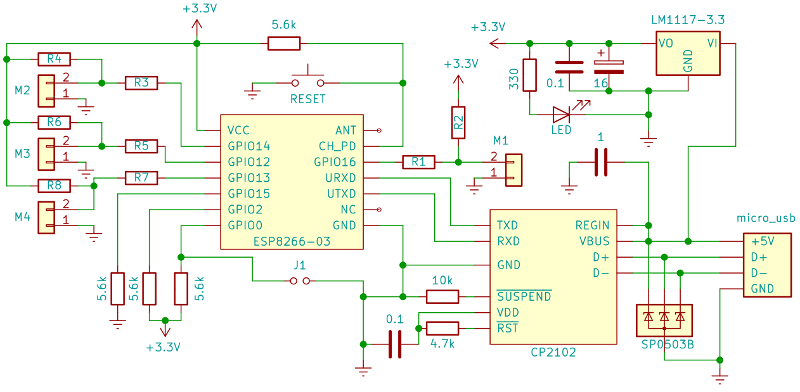 +3.3V
5.6k
LM1117-3.3
VO
VI
GND
+3.3V
+3.3V
R4
R3
M2
2
1
RESET
330
0.1
+
16
LED
R2
R6
R5
M3
2
1
VCC
GPIO14
GPIO12
GPIO13
GPIO15
GPIO2
GPIO0
ANT
CH_PD
GPIO16
URXD
UTXD
NC
GND
ESP8266-03
R1
M1
2
1
1
R8
R7
M4
2
1
5.6k
5.6k
5.6k
+3.3V
J1
10k
0.1
4.7k
TXD
RXD
GND
SUSPEND
VDD
RST
REGIN
VBUS
D+
D-
CP2102
SP0503B
micro_usb
+5V
D+
D-
GND